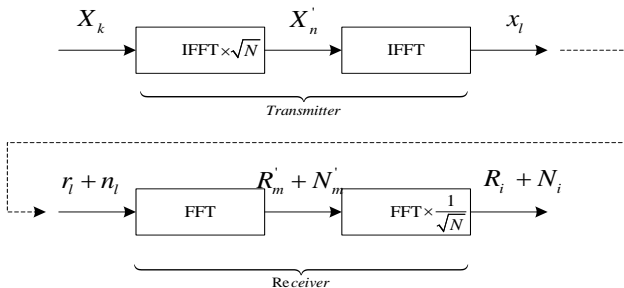 X_k IFFT×√N X'_n IFFT x_l
Transmitter
r_l + n_l FFT R'_m + N'_m FFT×1/√N R_i + N_i
Receiver